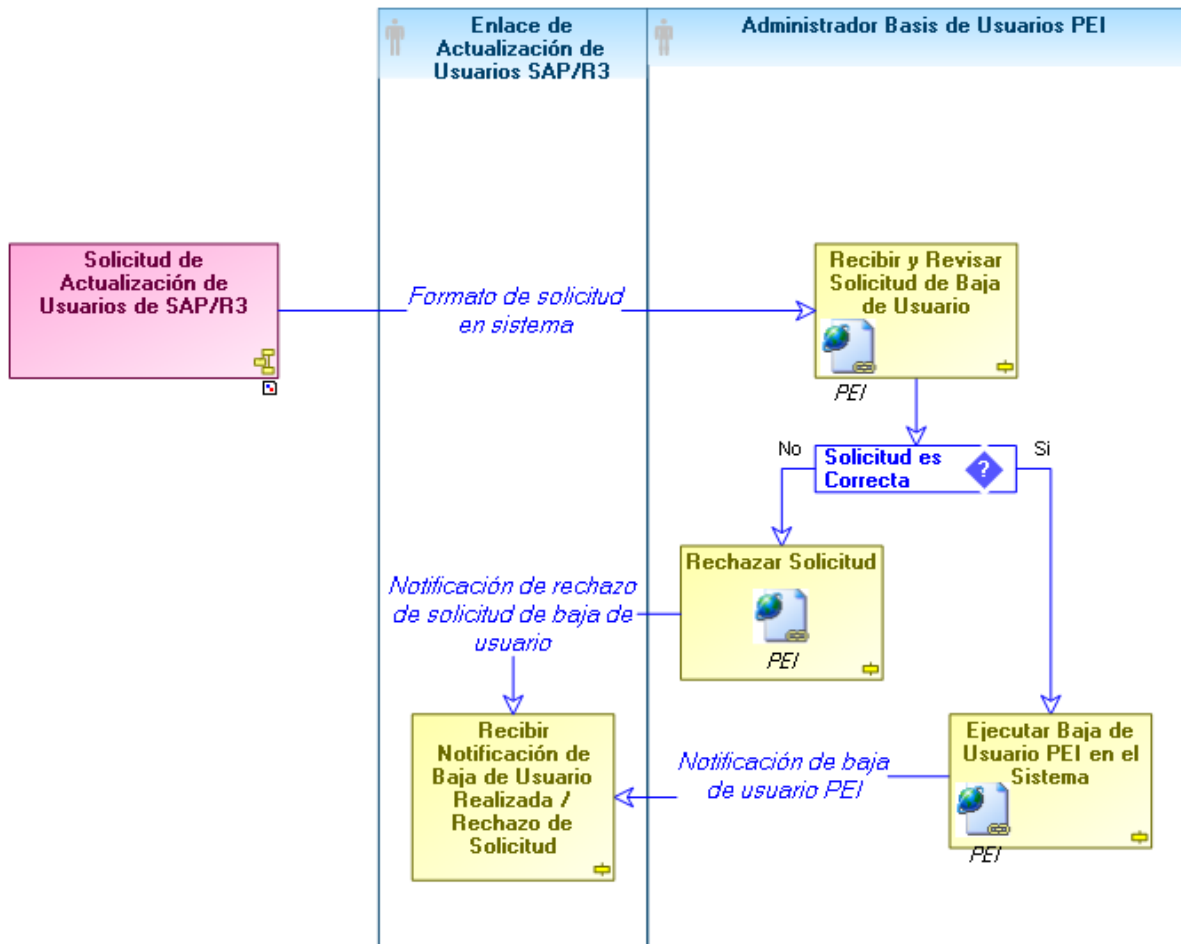 Enlace de
Actualización de
Usuarios SAP/R3
Administrador Basis de Usuarios PEI
Solicitud de
Actualización de
Usuarios de SAP/R3
Formato de solicitud
en sistema
Recibir y Revisar
Solicitud de Baja
de Usuario
PEI
No
Solicitud es
Correcta
?
Si
Rechazar Solicitud
PEI
Notificación de rechazo
de solicitud de baja de
usuario
Recibir
Notificación de
Baja de Usuario
Realizada /
Rechazo de
Solicitud
Notificación de baja
de usuario PEI
Ejecutar Baja de
Usuario PEI en el
Sistema
PEI